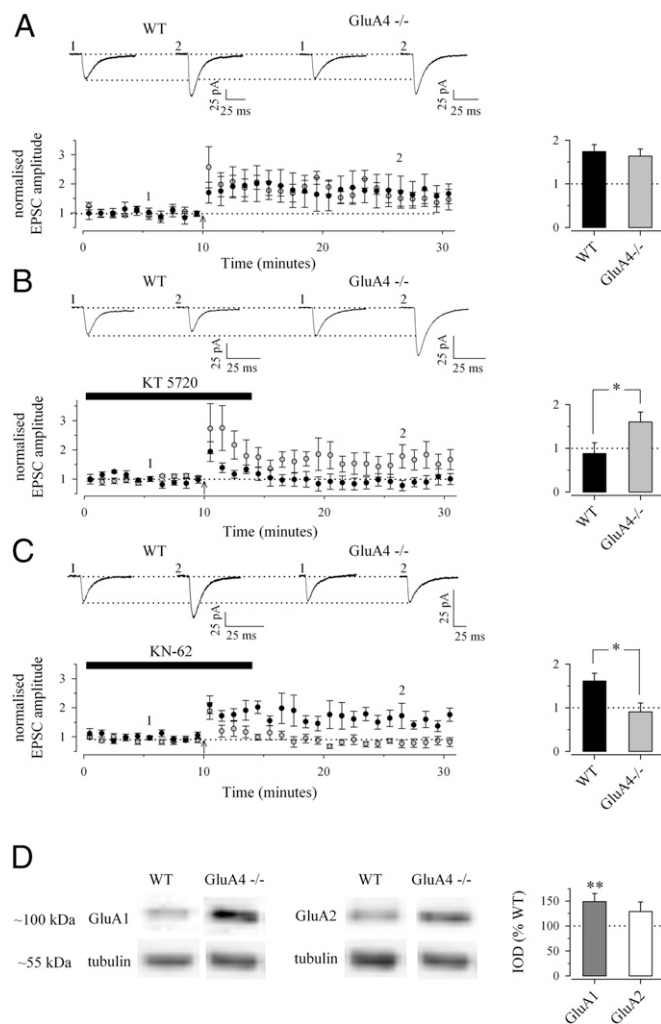 A
WT
GluA4 -/-
1
2
1
2
25 pA
25 ms
25 pA
25 ms
normalised
EPSC amplitude
3
2
1
1
2
0
10
20
30
Time (minutes)
2
1
0
WT
GluA4-/-
B
WT
GluA4 -/-
1
2
1
2
25 pA
25 ms
25 pA
25 ms
KT 5720
normalised
EPSC amplitude
3
2
1
1
2
0
10
20
30
Time (minutes)
2
1
0
*
WT
GluA4-/-
C
WT
GluA4 -/-
1
2
1
2
25 pA
25 ms
25 pA
25 ms
KN-62
normalised
EPSC amplitude
3
2
1
1
2
0
10
20
30
Time (minutes)
2
1
0
*
WT
GluA4-/-
D
WT GluA4 -/- WT GluA4 -/-
~100 kDa GluA1 GluA2
~55 kDa tubulin tubulin
IOD (% WT)
150
100
50
0
**
GluA1
GluA2